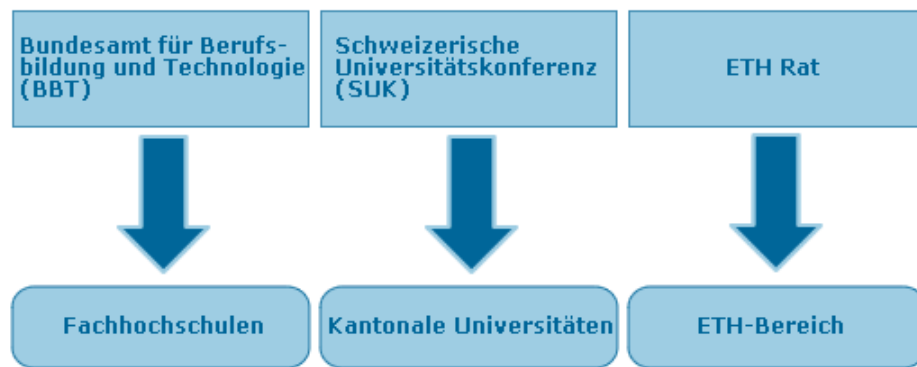 Bundesamt für Berufs-
bildung und Technologie
(BBT)
Schweizerische
Universitätskonferenz
(SUK)
ETH Rat
Fachhochschulen
Kantonale Universitäten
ETH-Bereich